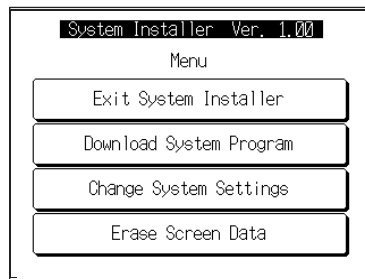 System Installer Ver. 1.00
Menu
Exit System Installer
Download System Program
Change System Settings
Erase Screen Data